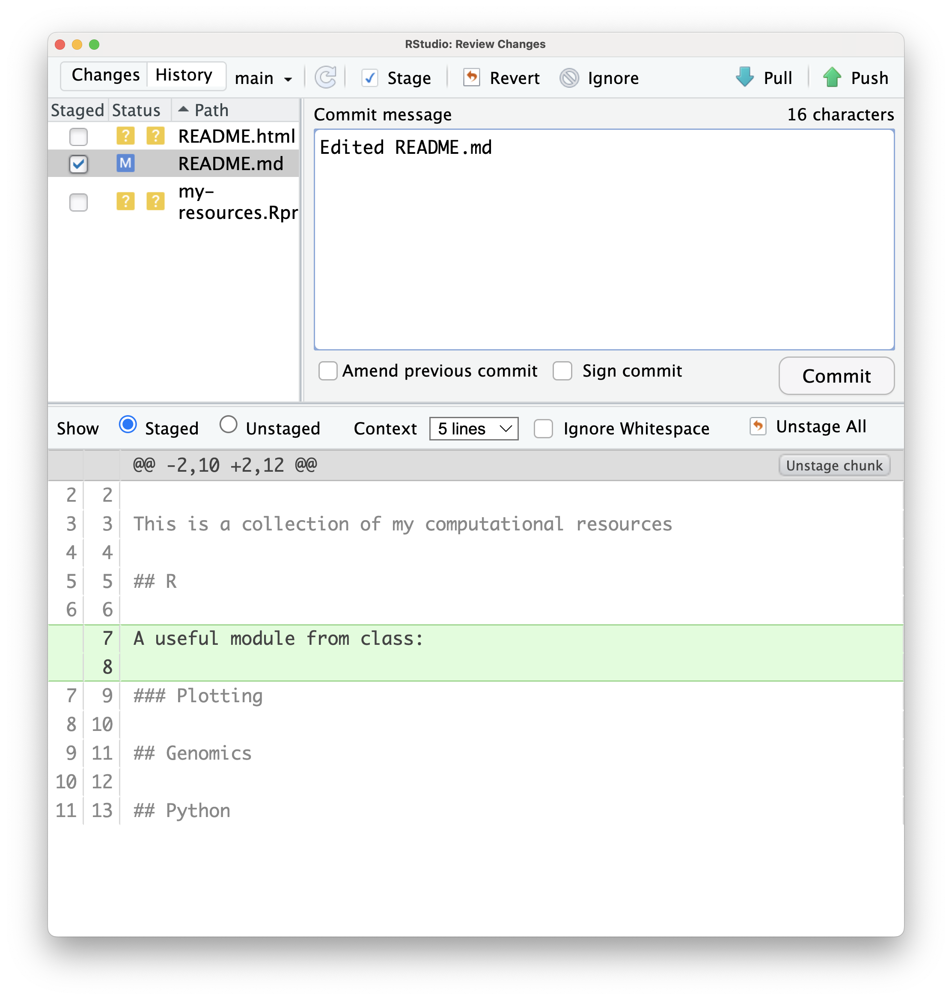 RStudio: Review Changes
Changes History main Stage Revert Ignore Pull Push
Staged Status Path
? ? README.html
M README.md
? ? my-
resources.Rpr
Commit message 16 characters
Edited README.md
Amend previous commit Sign commit Commit
Show Staged Unstaged Context 5 lines Ignore Whitespace Unstage All
@@ -2,10 +2,12 @@ Unstage chunk
2 2
3 3 This is a collection of my computational resources
4 4
5 5 ## R
6 6
7 A useful module from class:
8
7 9 ### Plotting
8 10
9 11 ## Genomics
10 12
11 13 ## Python